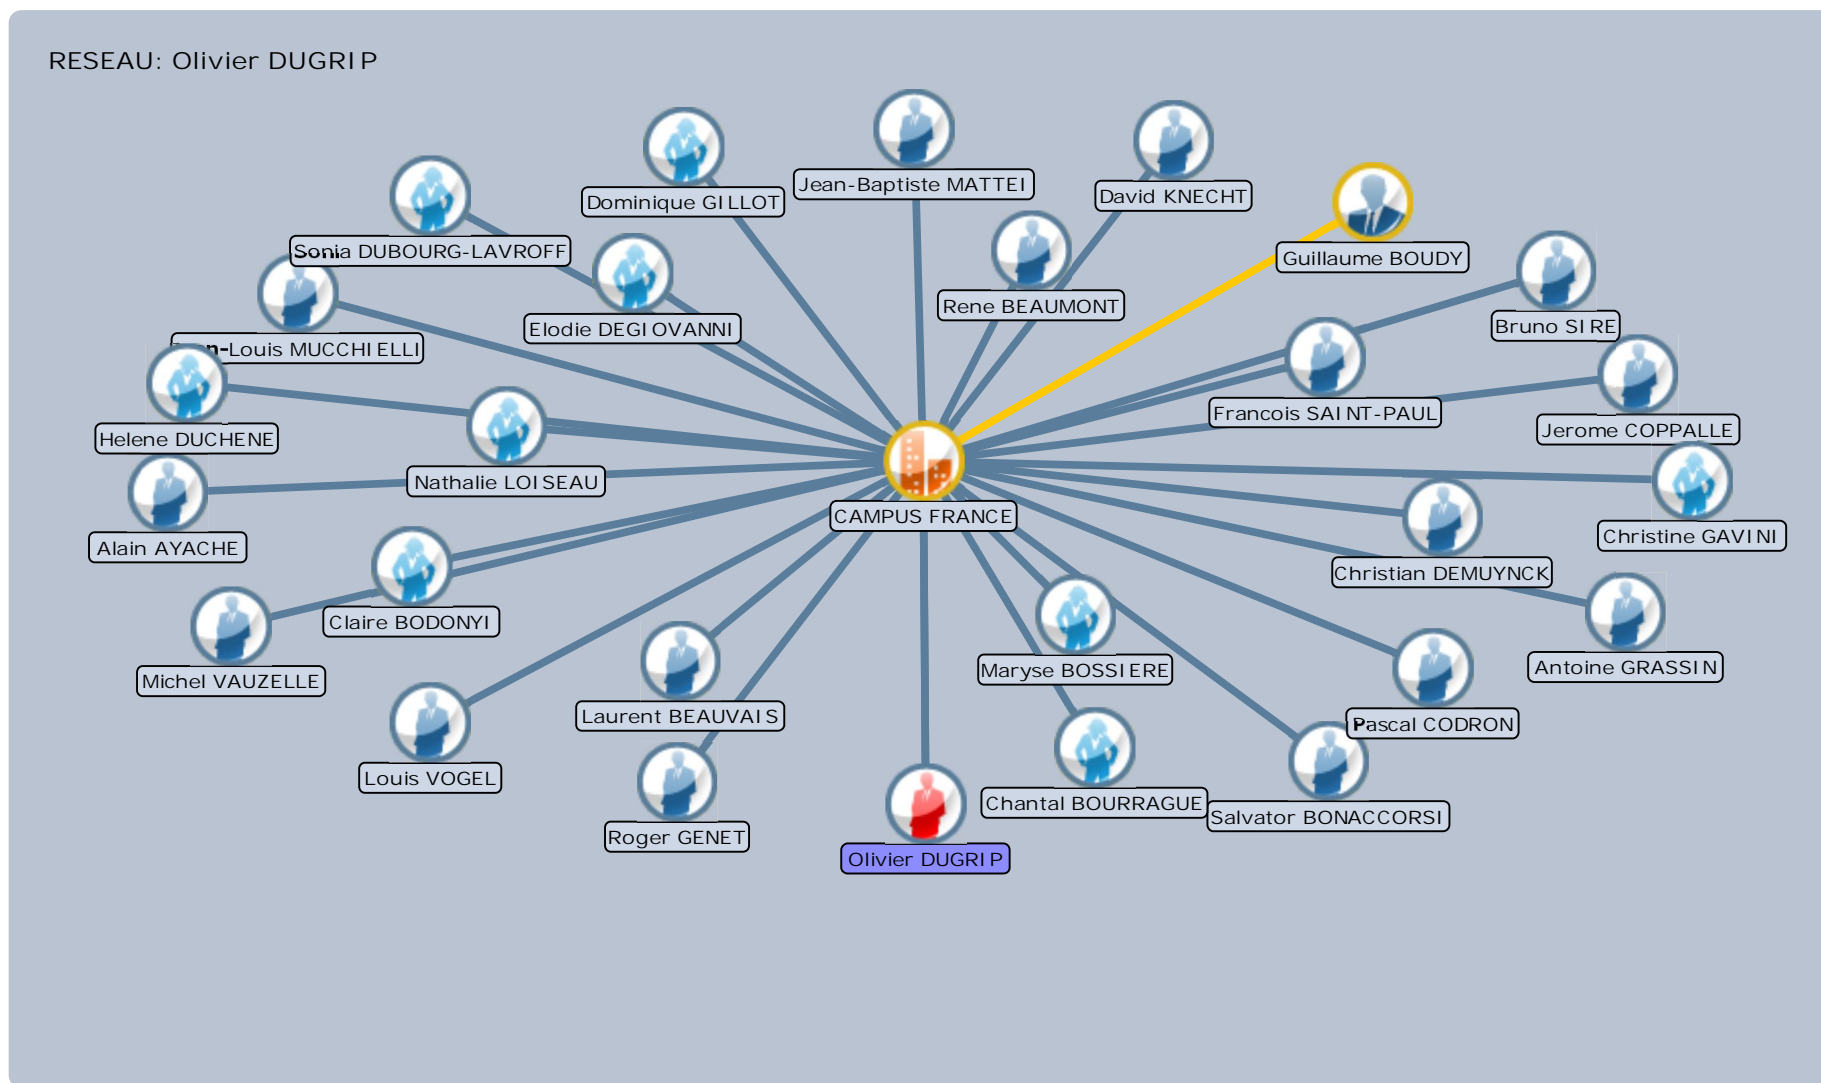 RESEAU: Olivier DUGRIP
Dominique GILLOT
Jean-Baptiste MATTEI
David KNECHT
Sonia DUBOURG-LAVROFF
Guillaume BOUDY
Rene BEAUMONT
Elodie DEGIOVANNI
Bruno SIRE
-Louis MUCCHIELLI
Francois SAINT-PAUL
Jerome COPPALLE
Helene DUCHENE
Nathalie LOISEAU
CAMPUS FRANCE
Christine GAVINI
Alain AYACHE
Christian DEMUYNCK
Claire BODONYI
Antoine GRASSIN
Maryse BOSSIERE
Michel VAUZELLE
Laurent BEAUVAIS
Pascal CODRON
Louis VOGEL
Chantal BOURRAGUE
Salvator BONACCORSI
Roger GENET
Olivier DUGRIP